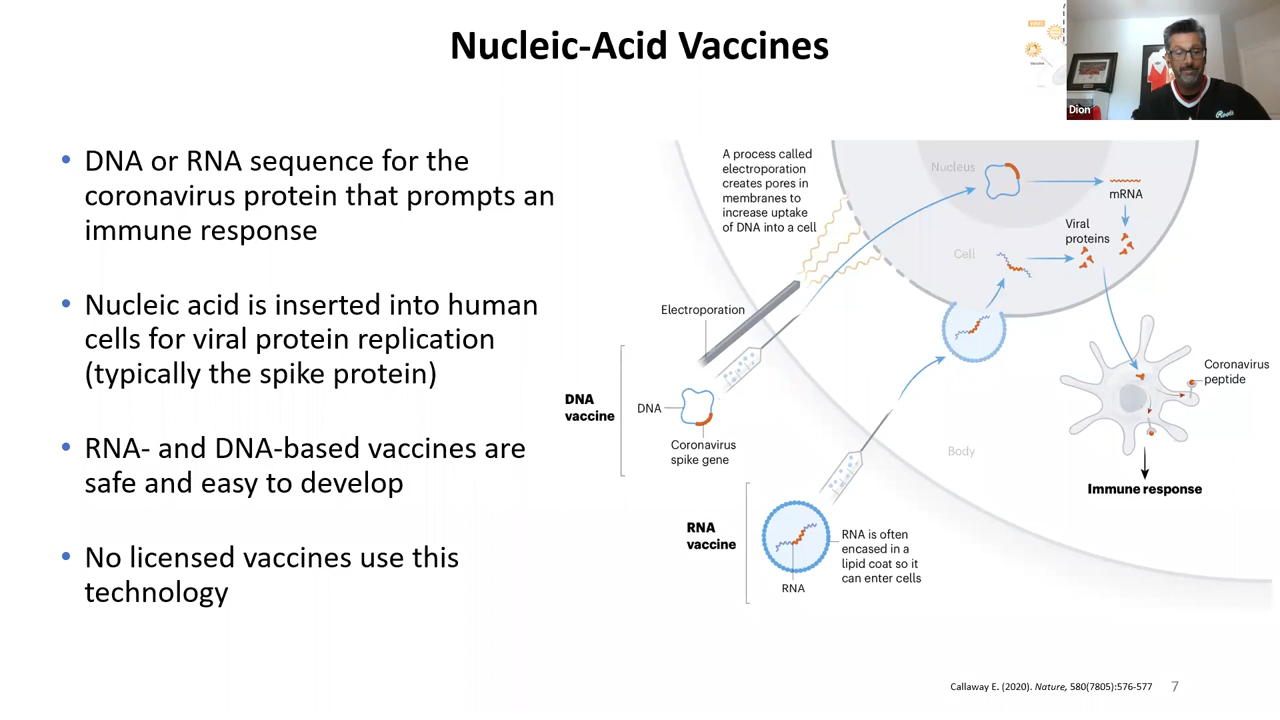 Nucleic-Acid Vaccines
Dion
Roots
• DNA or RNA sequence for the
coronavirus protein that prompts an
immune response
• Nucleic acid is inserted into human
cells for viral protein replication
(typically the spike protein)
• RNA- and DNA-based vaccines are
safe and easy to develop
• No licensed vaccines use this
technology
A process called
electroporation
creates pores in
membranes to
increase uptake
of DNA into a cell
Nucleus
mRNA
Viral
proteins
Cell
Electroporation
Coronavirus
peptide
DNA
vaccine
DNA
Coronavirus
spike gene
Body
Immune response
RNA
vaccine
RNA is often
encased in a
lipid coat so it
can enter cells
RNA
Callaway E. (2020). Nature, 580(7805):576-577
7